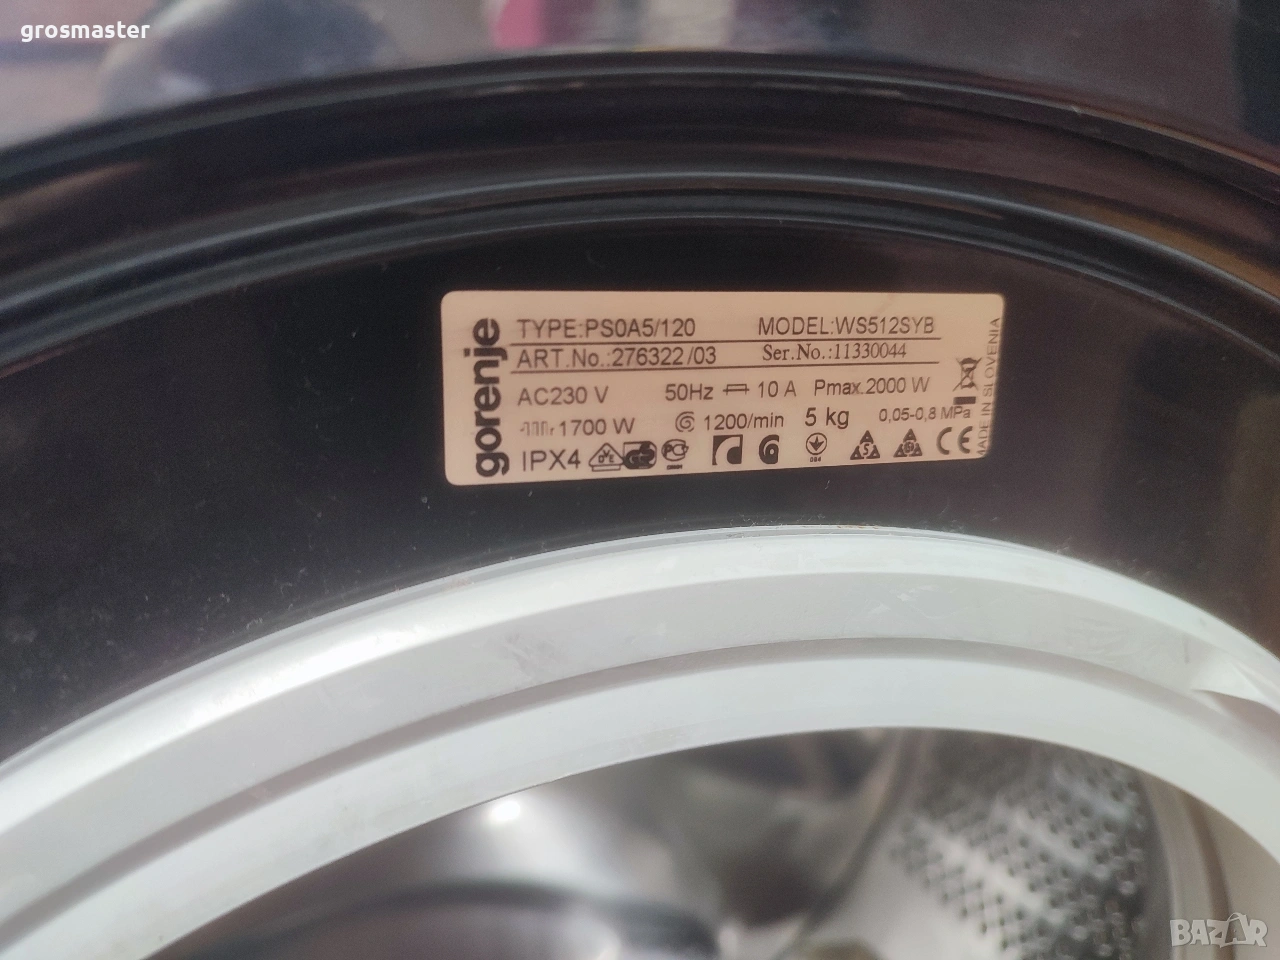 grosmaster
gorenje
TYPE:PS0A5/120 MODEL:WS512SYB
ART.No.:276322/03 Ser.No.:11330044
AC230 V 50Hz 10 A Pmax.2000 W
1700 W 1200/min 5 kg 0,05-0,8 MPa
IPX4 CE
MADE IN SLOVENIA
BAZAR